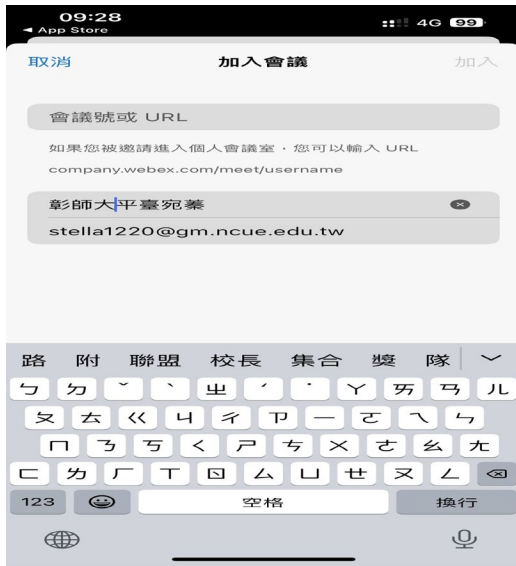 09:28
◀ App Store
4G 99
取消 加入會議 加入
會議號或 URL
如果您被邀請進入個人會議室，您可以輸入 URL
company.webex.com/meet/username
彰師大平臺宛蓁
stella1220@gm.ncue.edu.tw
路 附 聯盟 校長 集合 獎 隊
ㄅ ㄉ ˇ ˋ ㄓ ˊ ˙ ㄚ ㄞ ㄢ ㄦ
ㄆ ㄊ ㄍ ㄐ ㄔ ㄗ ㄧ ㄛ ㄟ ㄣ
ㄇ ㄋ ㄎ ㄑ ㄕ ㄘ ㄨ ㄜ ㄠ ㄤ
ㄈ ㄌ ㄏ ㄒ ㄖ ㄙ ㄩ ㄝ ㄡ ㄥ
123 空格 換行